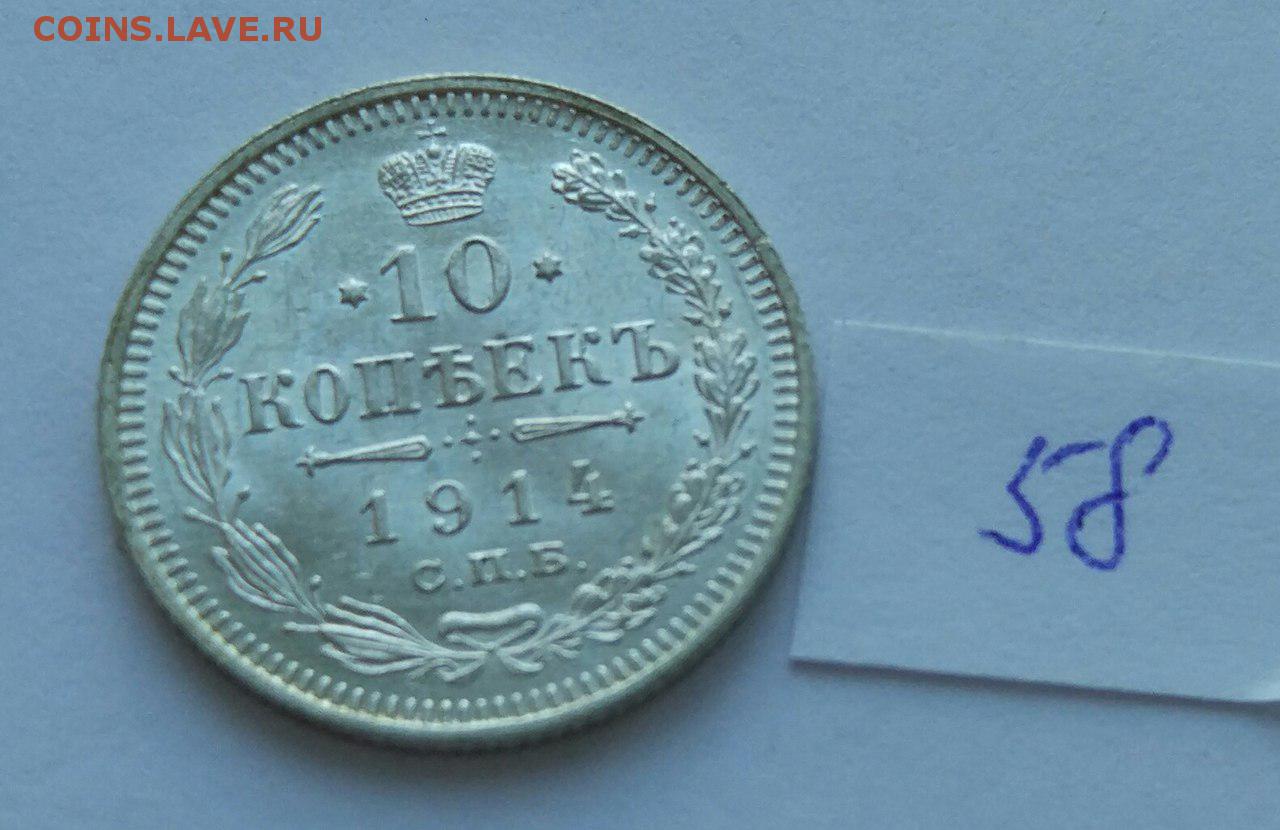 COINS.LAVE.RU
10
КОПѢЕКЪ
1914
С.П.Б.
58